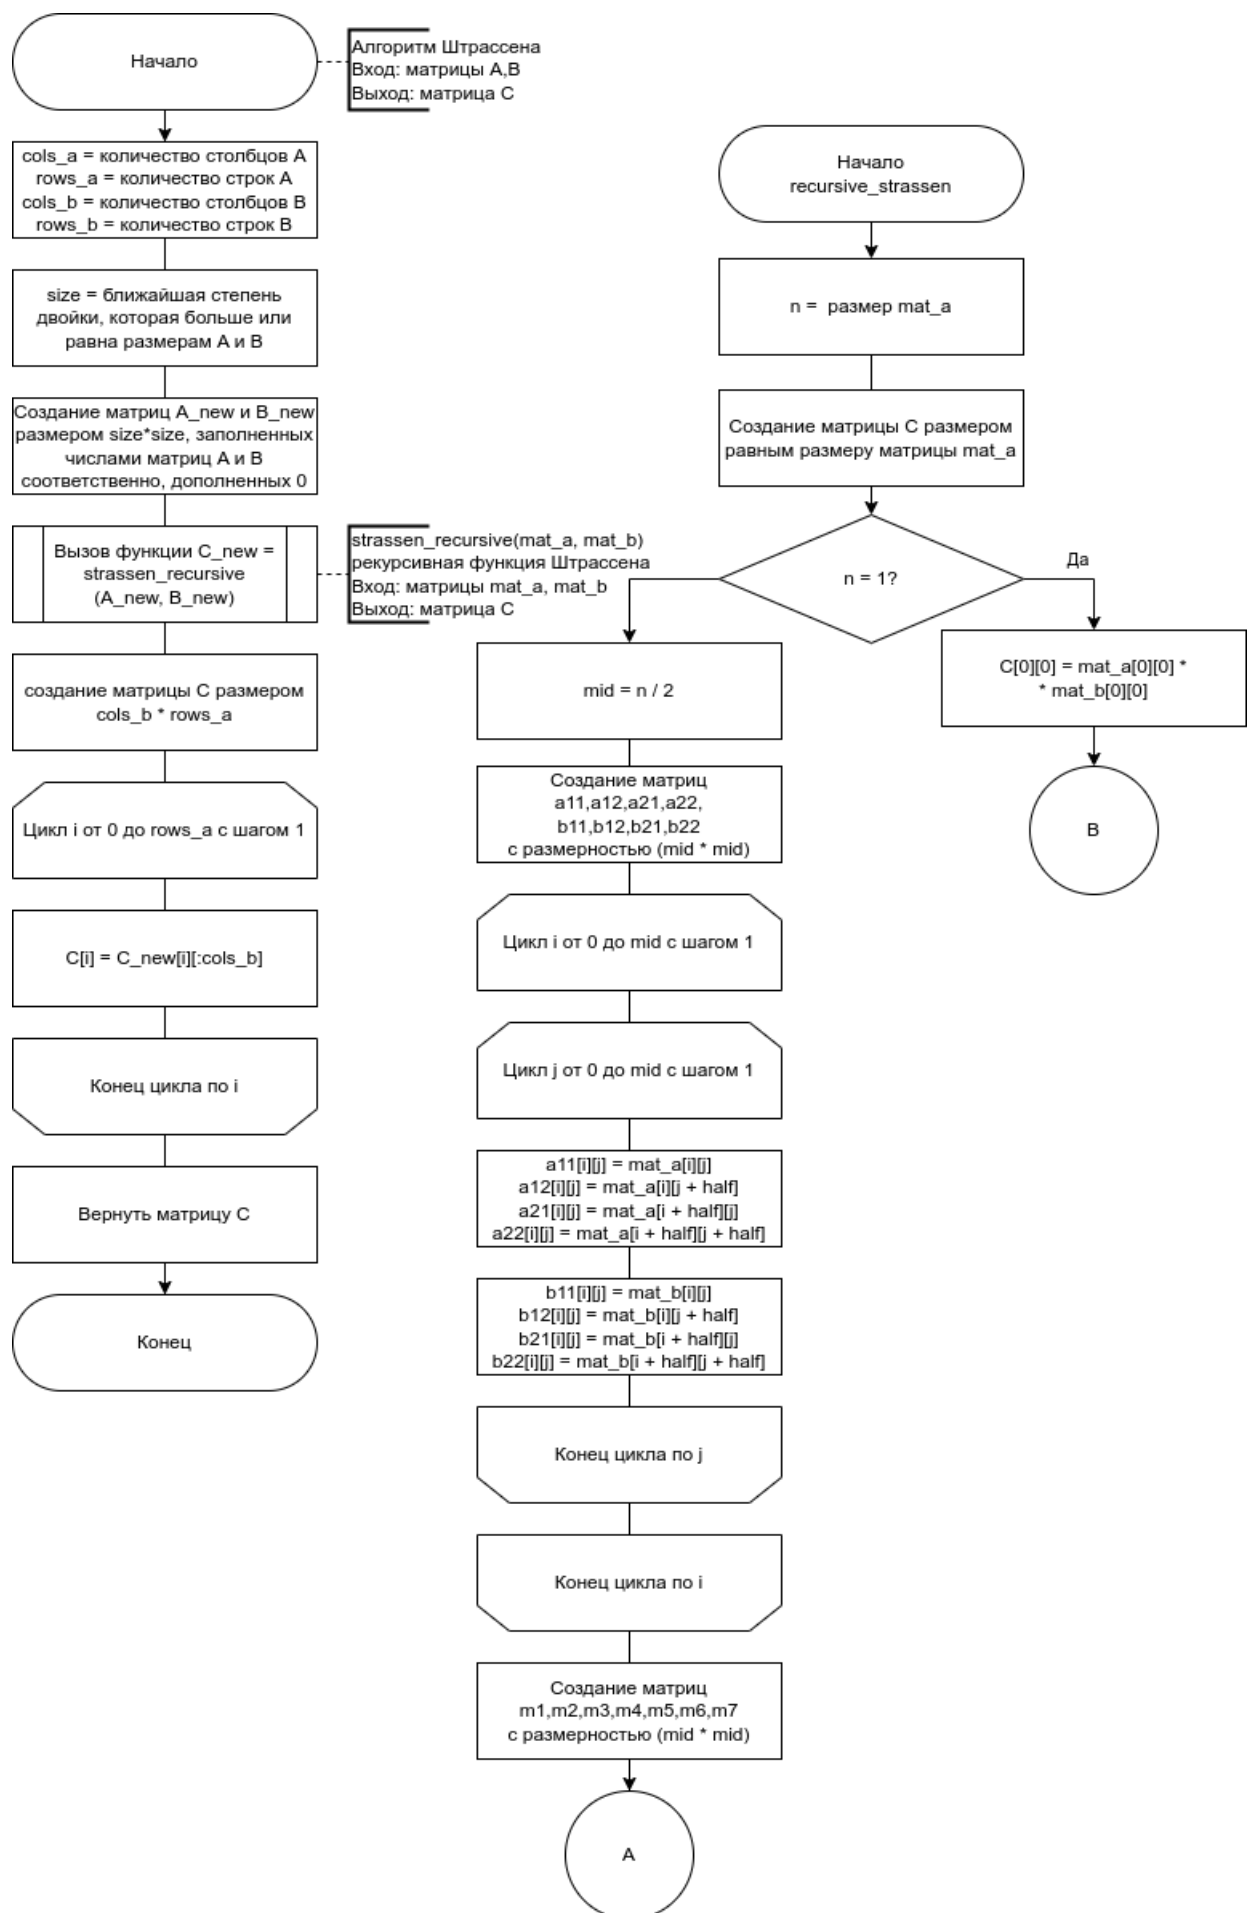 Начало
Алгоритм Штрассена
Вход: матрицы А,В
Выход: матрица С
cols_a = количество столбцов А
rows_a = количество строк А
cols_b = количество столбцов В
rows_b = количество строк В
size = ближайшая степень
двойки, которая больше или
равна размерам А и В
Создание матриц A_new и B_new
размером size*size, заполненных
числами матриц А и В
соответственно, дополненных 0
Вызов функции C_new =
strassen_recursive
(A_new, B_new)
strassen_recursive(mat_a, mat_b)
рекурсивная функция Штрассена
Вход: матрицы mat_a, mat_b
Выход: матрица С
создание матрицы С размером
cols_b * rows_a
Цикл i от 0 до rows_a с шагом 1
C[i] = C_new[i][:cols_b]
Конец цикла по i
Вернуть матрицу С
Конец
Начало
recursive_strassen
n =  размер mat_a
Создание матрицы С размером
равным размеру матрицы mat_a
n = 1?
Да
C[0][0] = mat_a[0][0] *
* mat_b[0][0]
B
mid = n / 2
Создание матриц
a11,a12,a21,a22,
b11,b12,b21,b22
с размерностью (mid * mid)
Цикл i от 0 до mid с шагом 1
Цикл j от 0 до mid с шагом 1
a11[i][j] = mat_a[i][j]
a12[i][j] = mat_a[i][j + half]
a21[i][j] = mat_a[i + half][j]
a22[i][j] = mat_a[i + half][j + half]
b11[i][j] = mat_b[i][j]
b12[i][j] = mat_b[i][j + half]
b21[i][j] = mat_b[i + half][j]
b22[i][j] = mat_b[i + half][j + half]
Конец цикла по j
Конец цикла по i
Создание матриц
m1,m2,m3,m4,m5,m6,m7
с размерностью (mid * mid)
A